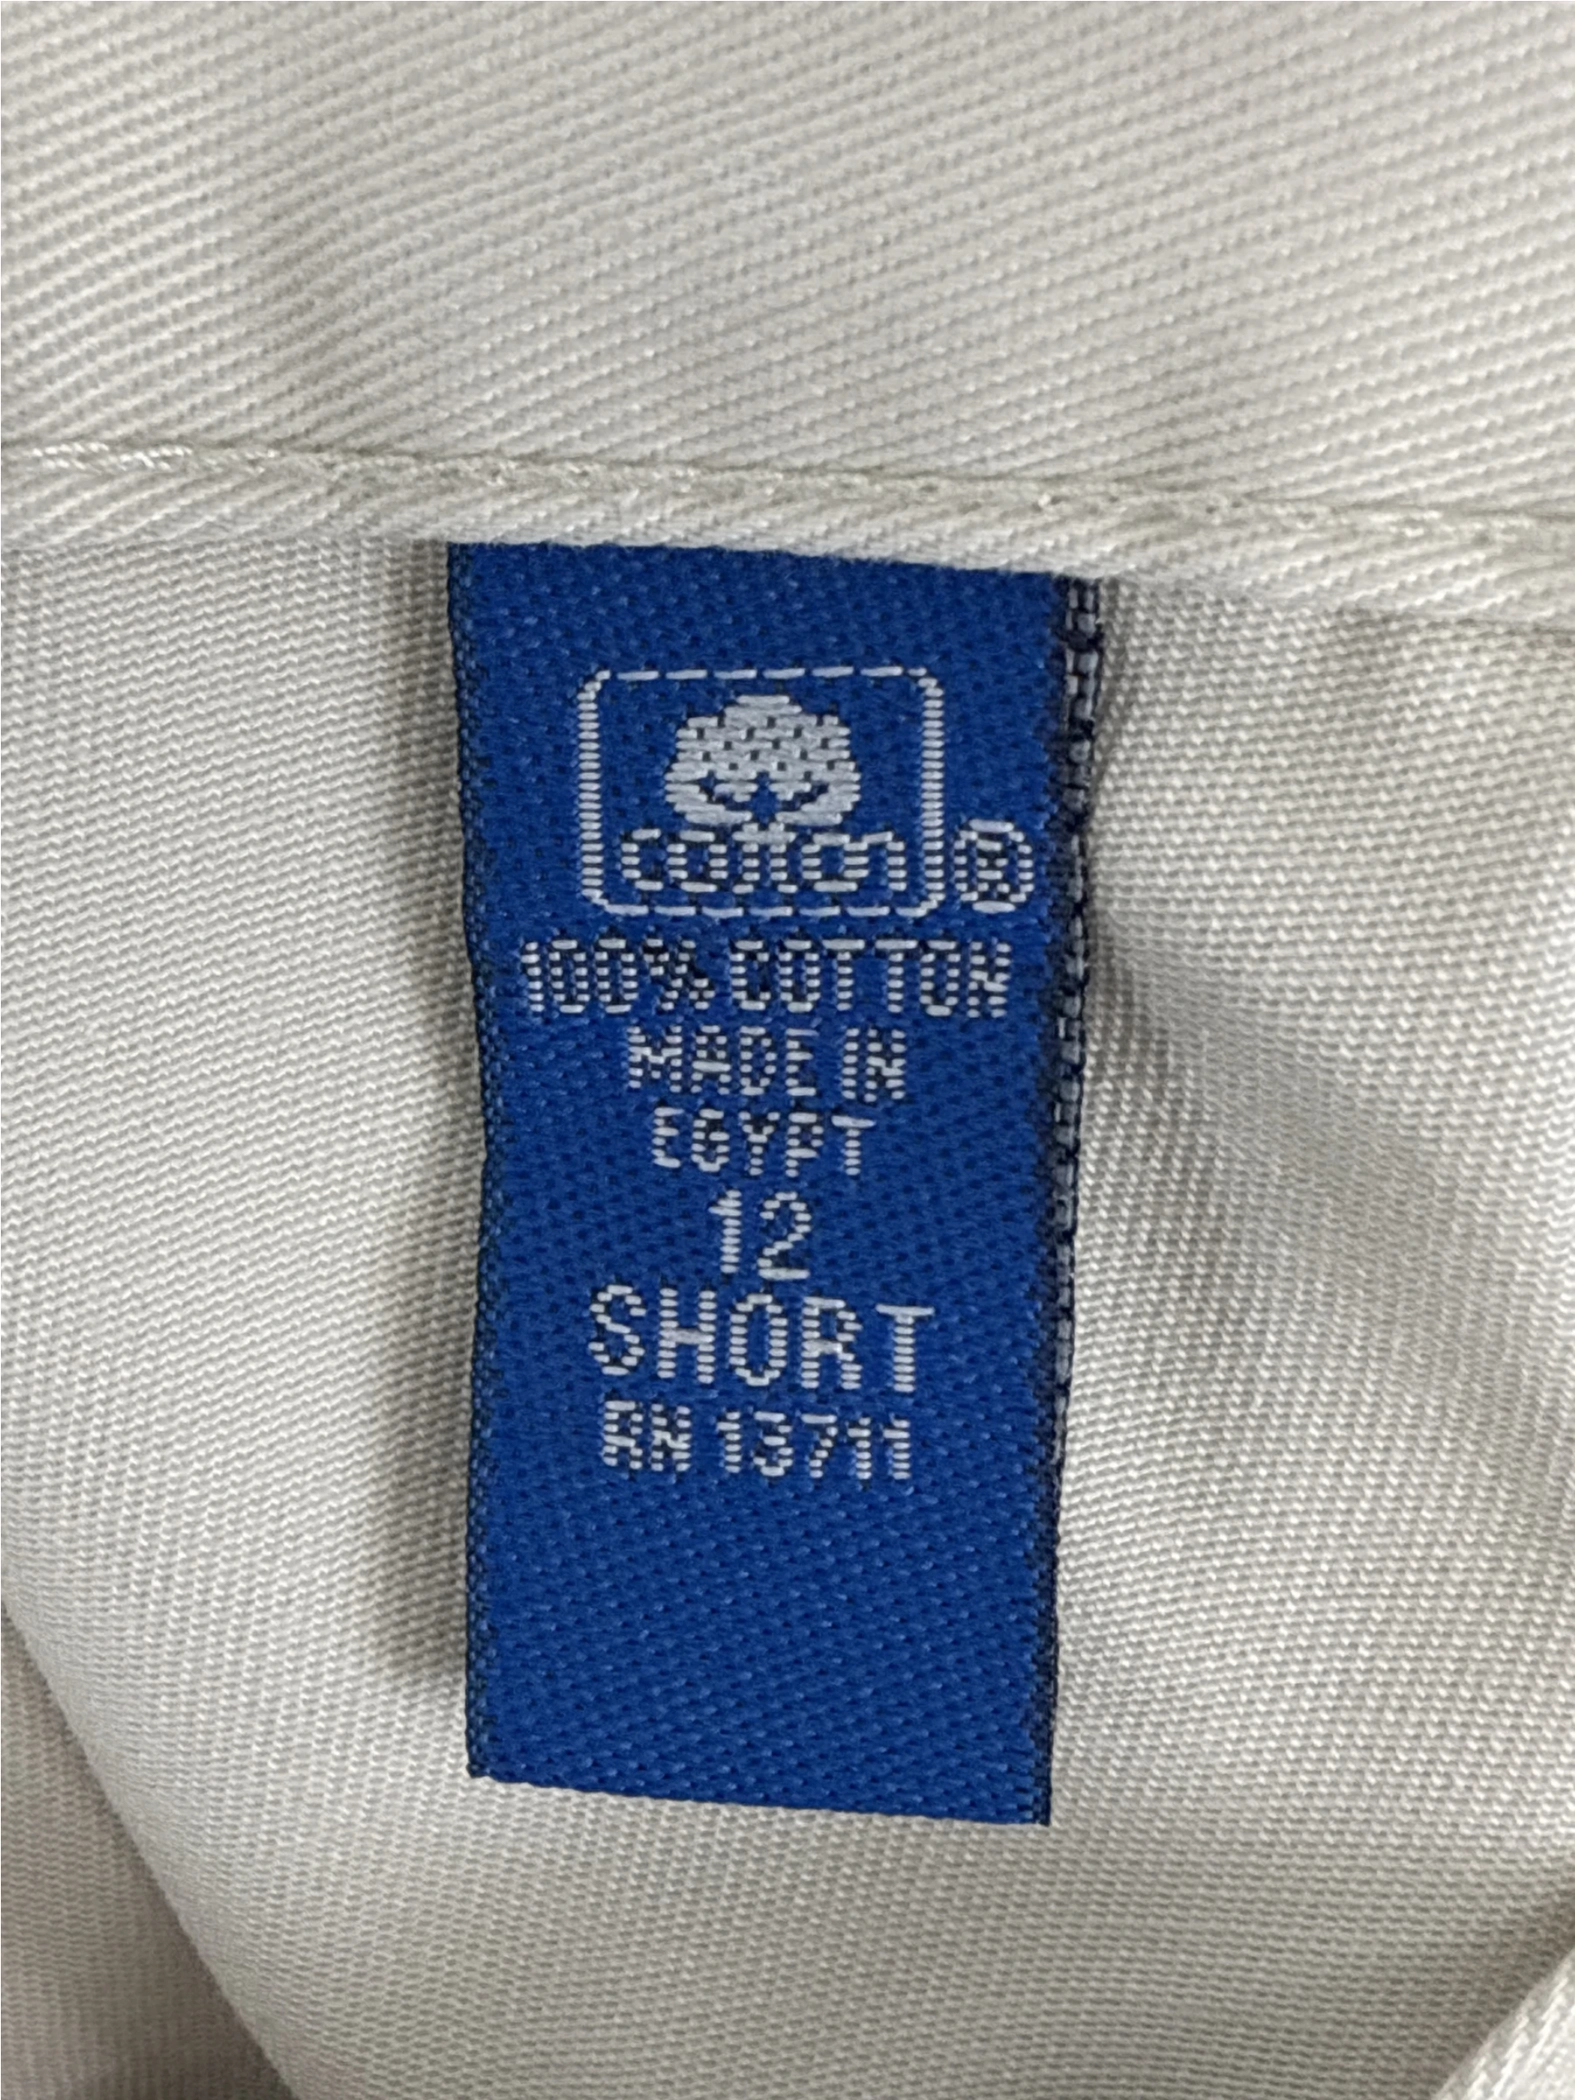 cotton®
100% COTTON
MADE IN
EGYPT
12
SHORT
RN 13711